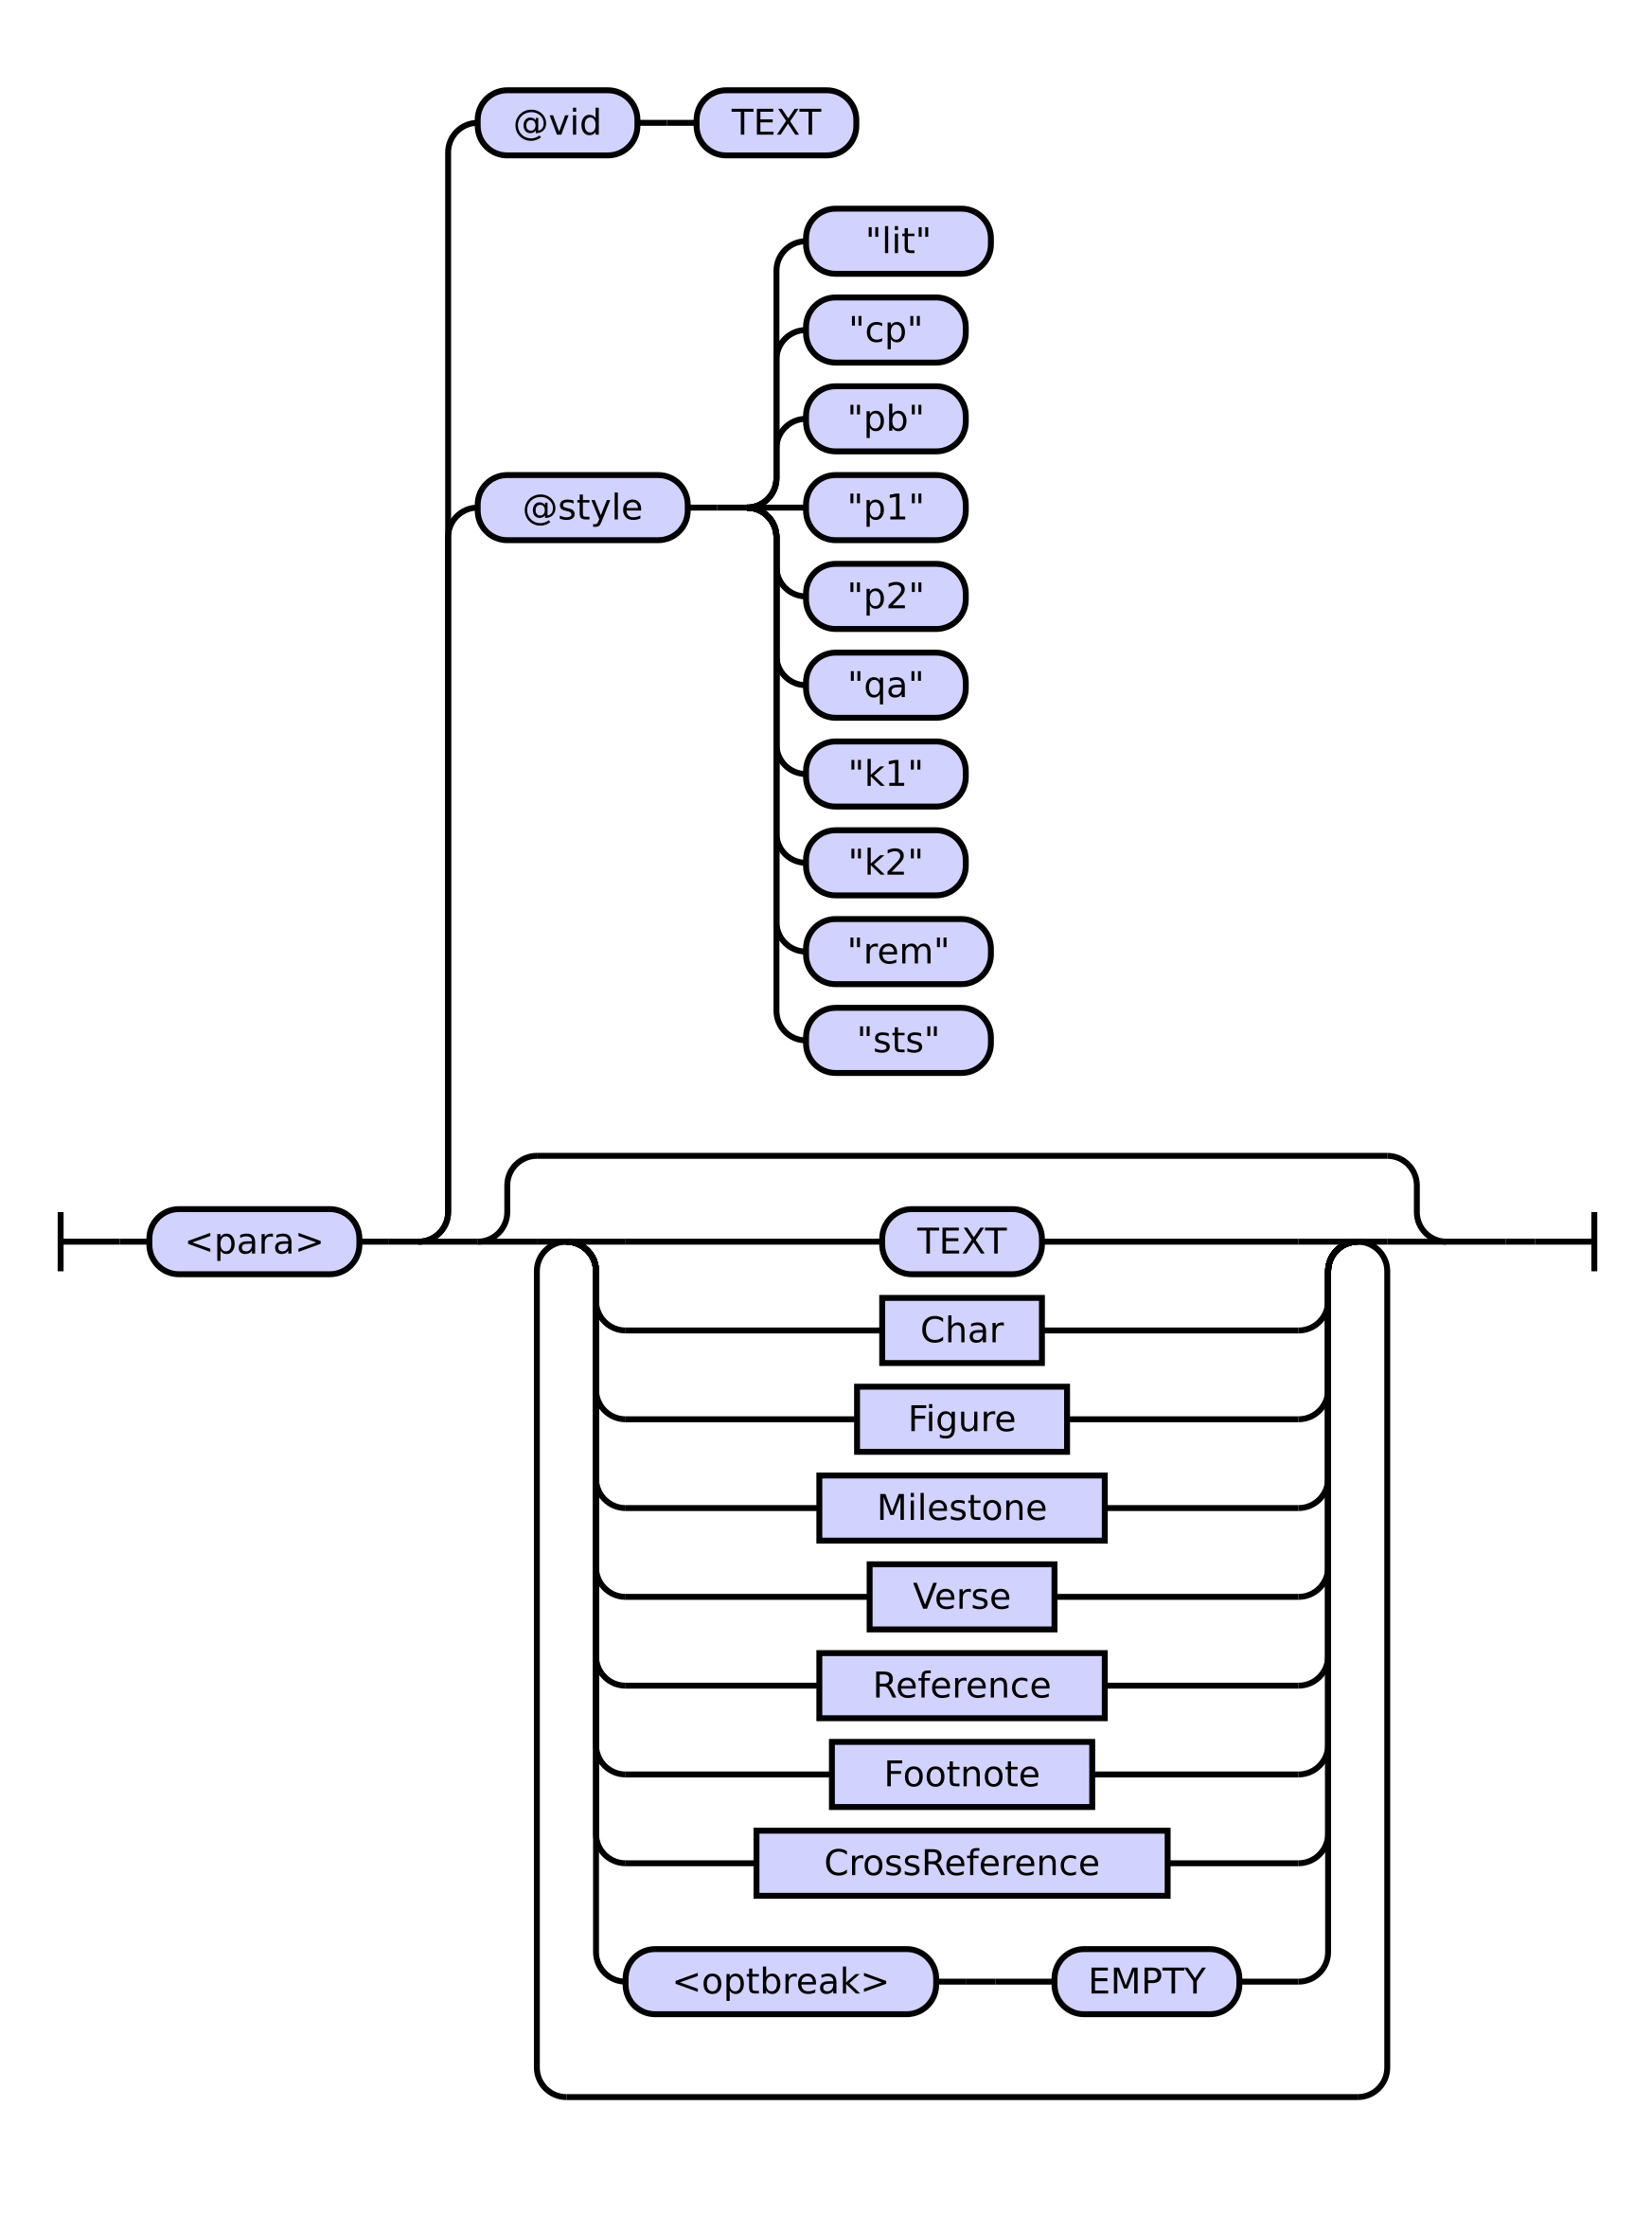 @vid TEXT
"lit"
"cp"
"pb"
@style "p1"
"p2"
"qa"
"k1"
"k2"
"rem"
"sts"
<para> TEXT
Char
Figure
Milestone
Verse
Reference
Footnote
CrossReference
<optbreak> EMPTY